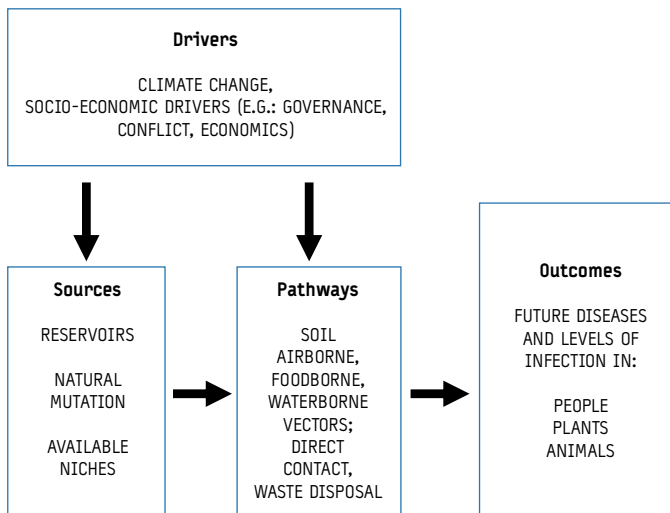 Drivers
CLIMATE CHANGE,
SOCIO-ECONOMIC DRIVERS (E.G.: GOVERNANCE,
CONFLICT, ECONOMICS)
Sources
RESERVOIRS
NATURAL
MUTATION
AVAILABLE
NICHES
Pathways
SOIL
AIRBORNE,
FOODBORNE,
WATERBORNE
VECTORS;
DIRECT
CONTACT,
WASTE DISPOSAL
Outcomes
FUTURE DISEASES
AND LEVELS OF
INFECTION IN:
PEOPLE
PLANTS
ANIMALS